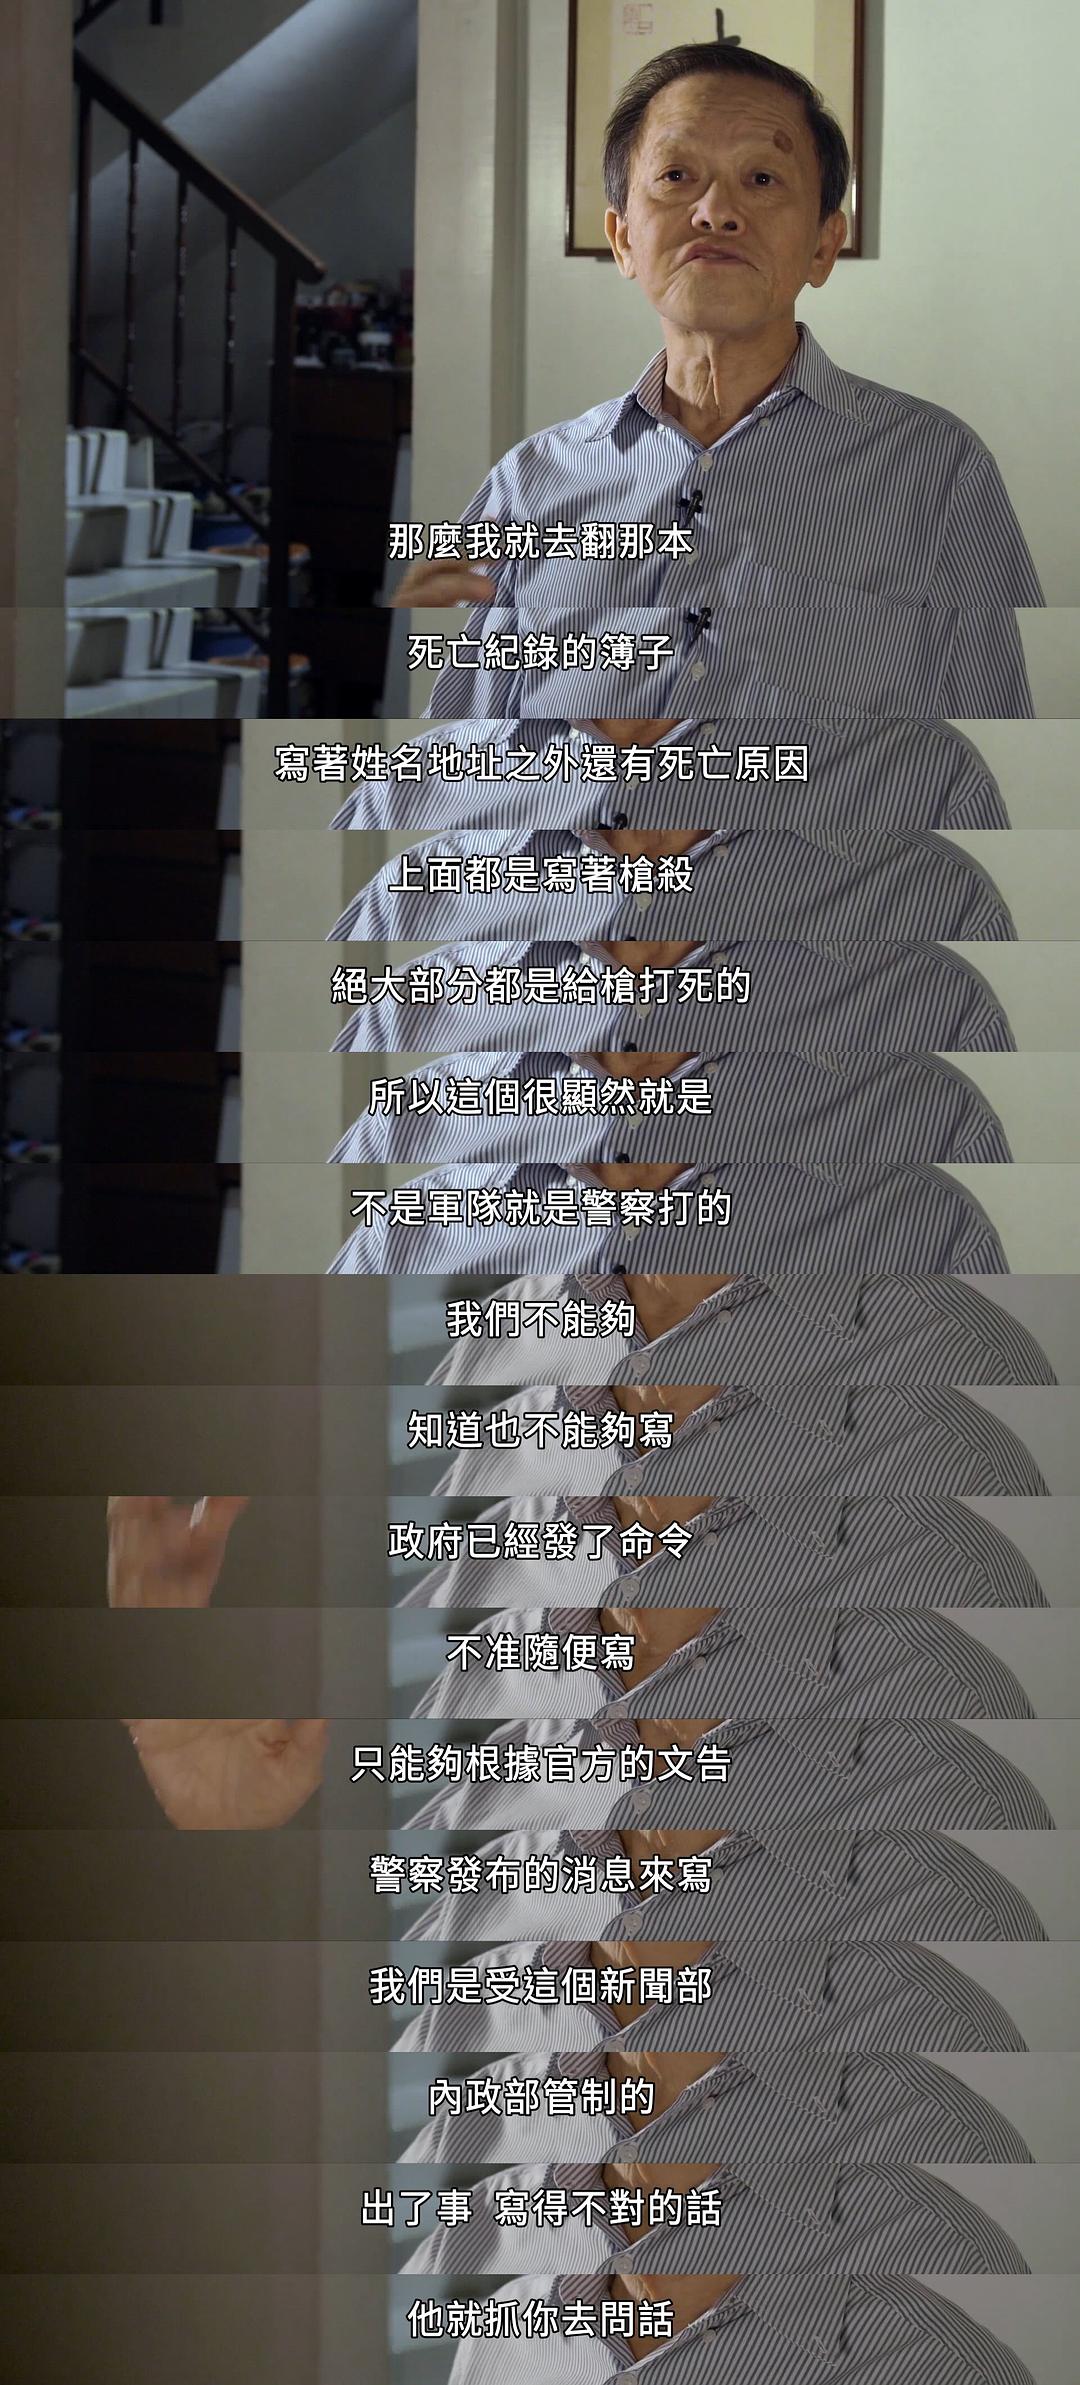 那麼我就去翻那本
死亡紀錄的簿子
寫著姓名地址之外還有死亡原因
上面都是寫著槍殺
絕大部分都是給槍打死的
所以這個很顯然就是
不是軍隊就是警察打的
我們不能夠
知道也不能夠寫
政府已經發了命令
不准隨便寫
只能夠根據官方的文告
警察發布的消息來寫
我們是受這個新聞部
內政部管制的
出了事 寫得不對的話
他就抓你去問話